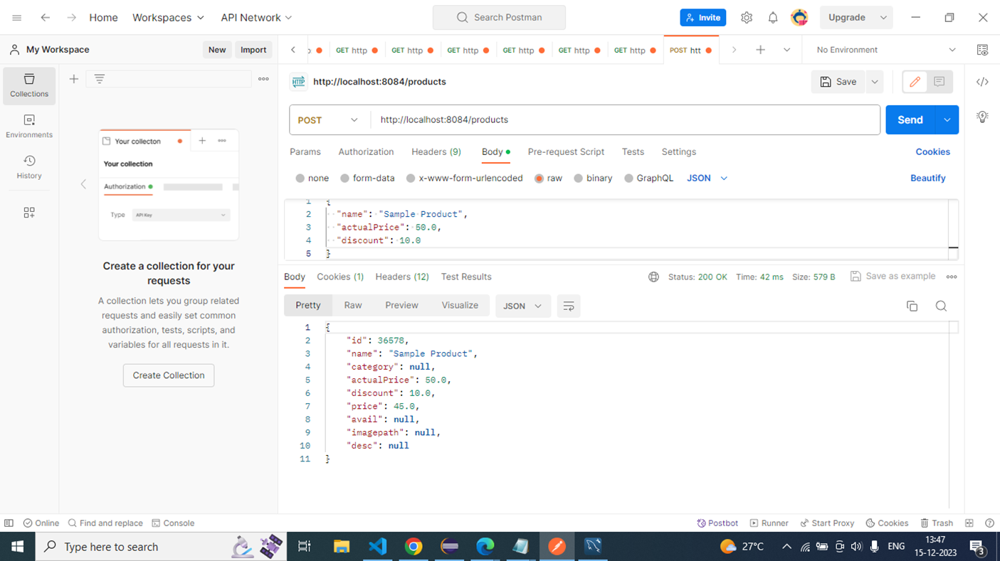 Home Workspaces API Network Search Postman Invite Upgrade
My Workspace New Import GET http GET http GET http GET http GET http GET http POST htt No Environment
Collections
Environments
History
Your collecton
Your collection
Authorization
Type API Key
Create a collection for your
requests
A collection lets you group related
requests and easily set common
authorization, tests, scripts, and
variables for all requests in it.
Create Collection
HTTP http://localhost:8084/products Save
POST http://localhost:8084/products Send
Params Authorization Headers (9) Body Pre-request Script Tests Settings Cookies
none form-data x-www-form-urlencoded raw binary GraphQL JSON Beautify
1 {
2 "name": "Sample Product",
3 "actualPrice": 50.0,
4 "discount": 10.0
5 }
Body Cookies (1) Headers (12) Test Results Status: 200 OK Time: 42 ms Size: 579 B Save as example
Pretty Raw Preview Visualize JSON
1 {
2 "id": 36578,
3 "name": "Sample Product",
4 "category": null,
5 "actualPrice": 50.0,
6 "discount": 10.0,
7 "price": 45.0,
8 "avail": null,
9 "imagepath": null,
10 "desc": null
11 }
Online Find and replace Console Postbot Runner Start Proxy Cookies Trash
Type here to search 27°C ENG 13:47
15-12-2023 3